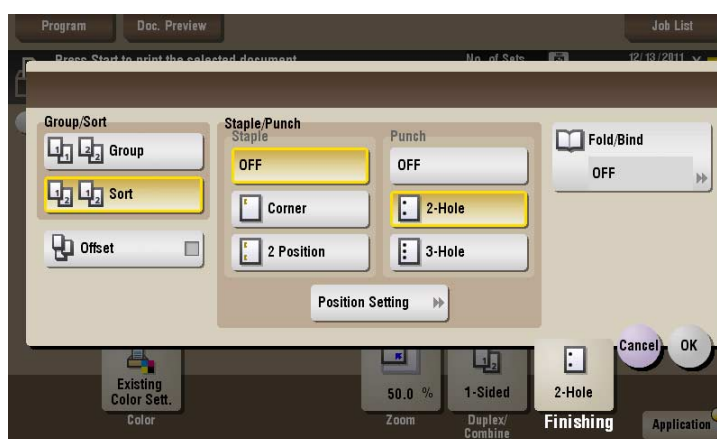 Program Doc. Preview Job List
Press Start to print the selected document. No. of Sets 12/13/2011
Group/Sort
Group
Sort
Offset
Staple/Punch
Staple Punch
OFF OFF
Corner 2-Hole
2 Position 3-Hole
Position Setting
Fold/Bind
OFF
Cancel OK
Existing
Color Sett.
Color
50.0 %
Zoom
1-Sided
Duplex/
Combine
2-Hole
Finishing
Application